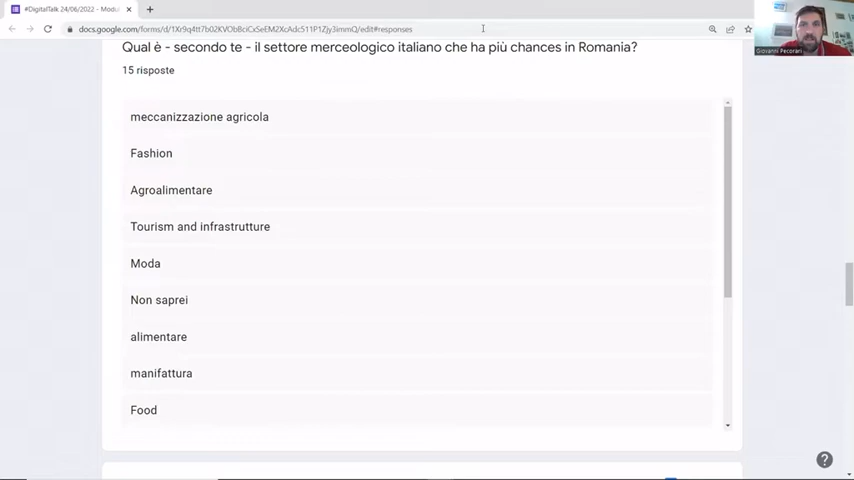 #DigitalTalk 24/06/2022 - Modu
docs.google.com/forms/d/1Xr9q4tt7b02KVObBciCxSeEM2XcAdc511P1Zjy3immQ/edit#responses
Giovanni Pecorari
Qual è - secondo te - il settore merceologico italiano che ha più chances in Romania?
15 risposte
meccanizzazione agricola
Fashion
Agroalimentare
Tourism and infrastrutture
Moda
Non saprei
alimentare
manifattura
Food